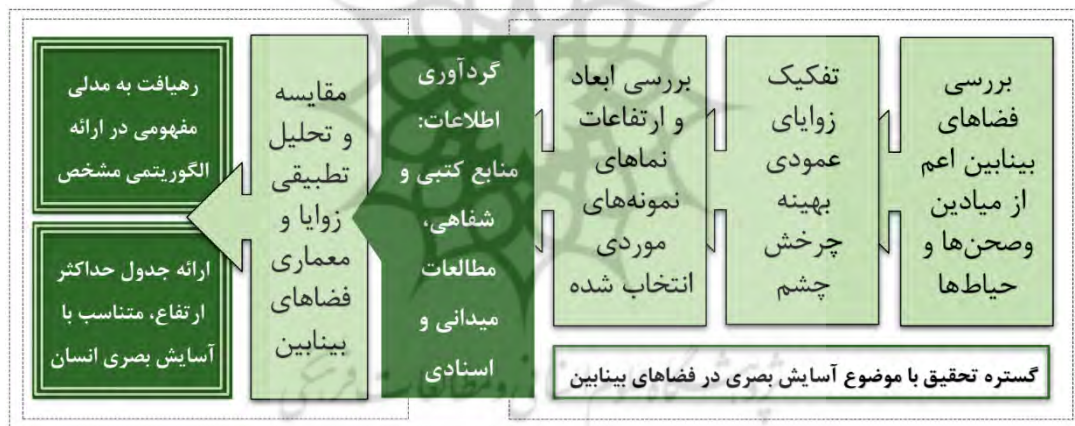 بررسی
فضاهای
بینابین اعم
از میادین
وصحن‌ها و
حیاط‌ها
تفکیک
زوایای
عمودی
بهینه
چرخش
چشم
بررسی ابعاد
و ارتفاعات
نماهای
نمونه‌های
موردی
انتخاب شده
گستره تحقیق با موضوع آسایش بصری در فضاهای بینابین
گردآوری
اطلاعات:
منابع کتبی و
شفاهی،
مطالعات
میدانی و
اسنادی
مقایسه
و تحلیل
تطبیقی
زوایا و
معماری
فضاهای
بینابین
رهیافت به مدلی
مفهومی در ارائه
الگوریتمی مشخص
ارائه جدول حداکثر
ارتفاع، متناسب با
آسایش بصری انسان